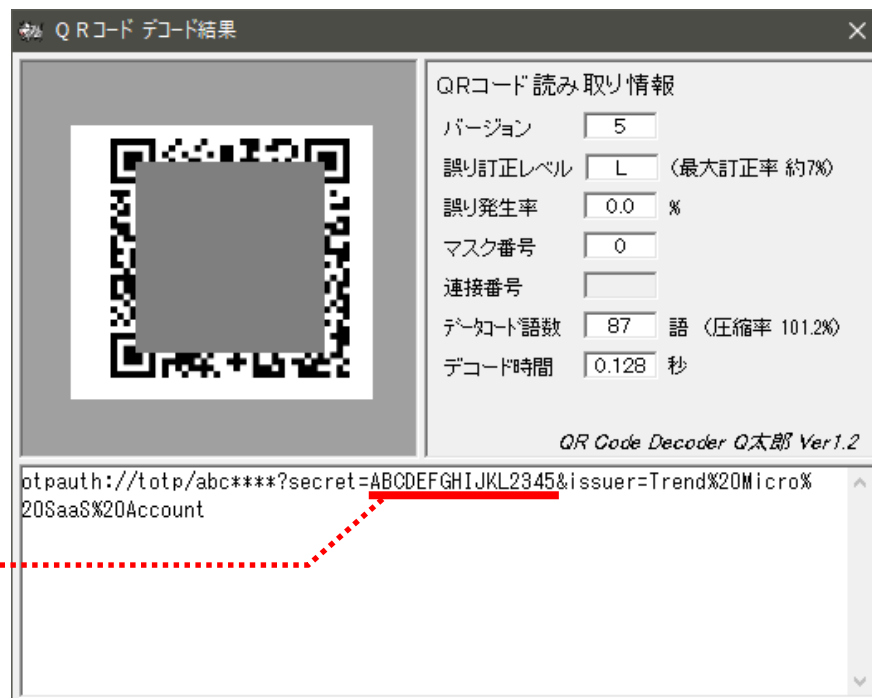 QRコード デコード結果
QRコード 読み取り情報
バージョン 5
誤り訂正レベル L (最大訂正率 約7%)
誤り発生率 0.0 %
マスク番号 0
連接番号
データコード語数 87 語 (圧縮率 101.2%)
デコード時間 0.128 秒
QR Code Decoder Q太郎 Ver1.2
otpauth://totp/abc****?secret=ABCDEFGHIJKL2345&issuer=Trend%20Micro%
20SaaS%20Account